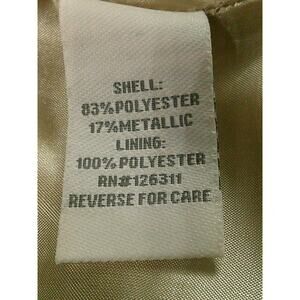 SHELL:
83%POLYESTER
17%METALLIC
LINING:
100%POLYESTER
RN#126311
REVERSE FOR CARE